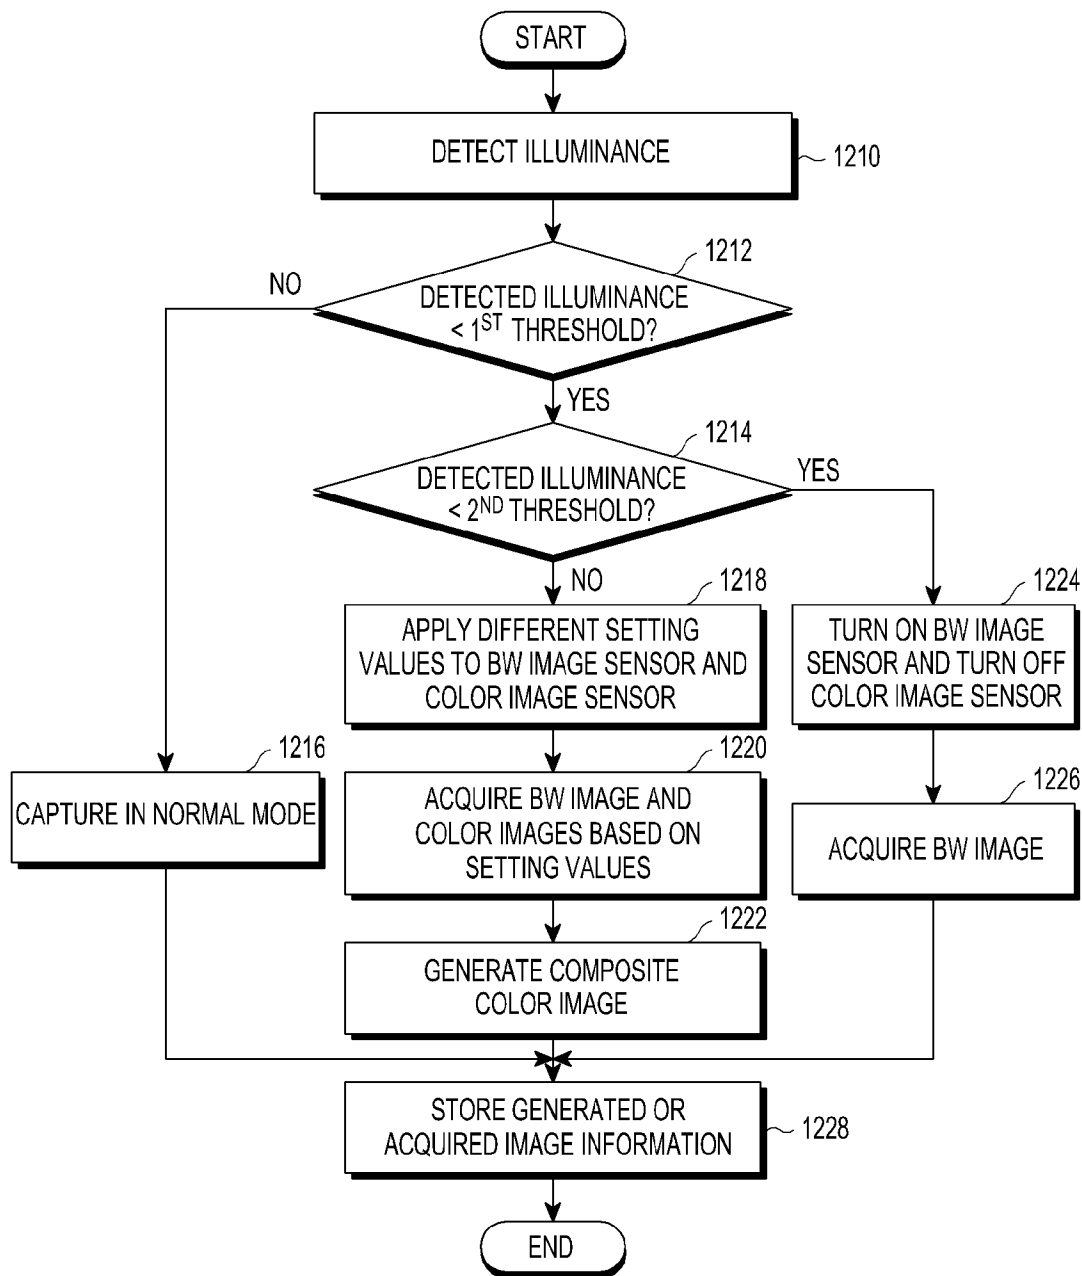 START
DETECT ILLUMINANCE
1210
1212
NO
DETECTED ILLUMINANCE
< 1ST THRESHOLD?
YES
1214
DETECTED ILLUMINANCE
< 2ND THRESHOLD?
YES
NO
1218
APPLY DIFFERENT SETTING
VALUES TO BW IMAGE SENSOR AND
COLOR IMAGE SENSOR
1224
TURN ON BW IMAGE
SENSOR AND TURN OFF
COLOR IMAGE SENSOR
1216
CAPTURE IN NORMAL MODE
1220
ACQUIRE BW IMAGE AND
COLOR IMAGES BASED ON
SETTING VALUES
1226
ACQUIRE BW IMAGE
1222
GENERATE COMPOSITE
COLOR IMAGE
STORE GENERATED OR
ACQUIRED IMAGE INFORMATION
1228
END